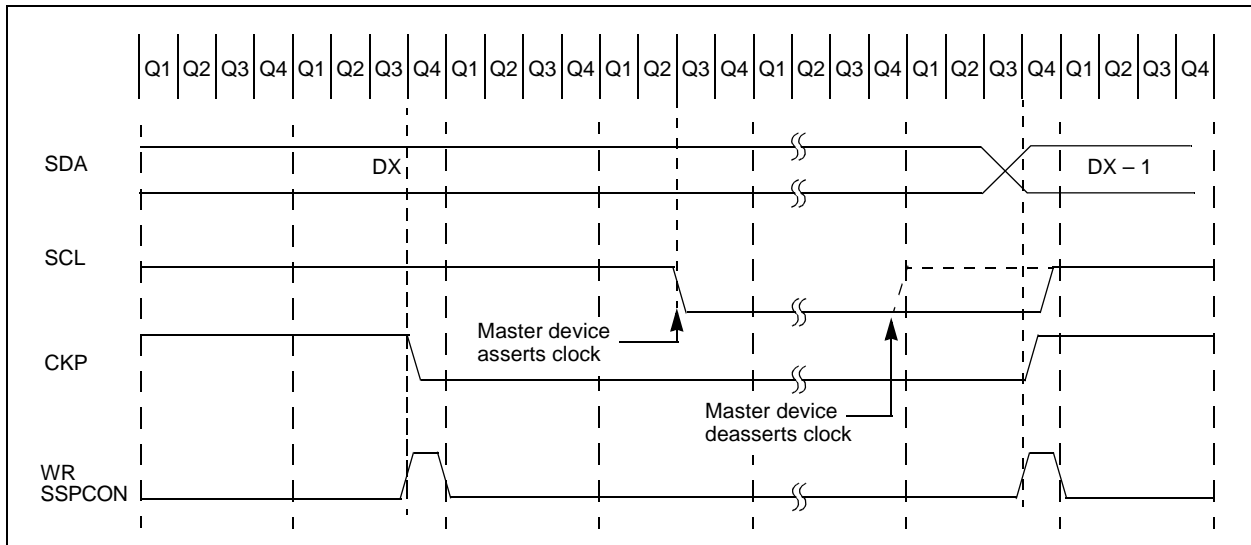 Q1 Q2 Q3 Q4 Q1 Q2 Q3 Q4 Q1 Q2 Q3 Q4 Q1 Q2 Q3 Q4 Q1 Q2 Q3 Q4 Q1 Q2 Q3 Q4 Q1 Q2 Q3 Q4
SDA
DX
DX – 1
SCL
Master device
asserts clock
CKP
Master device
deasserts clock
WR
SSPCON